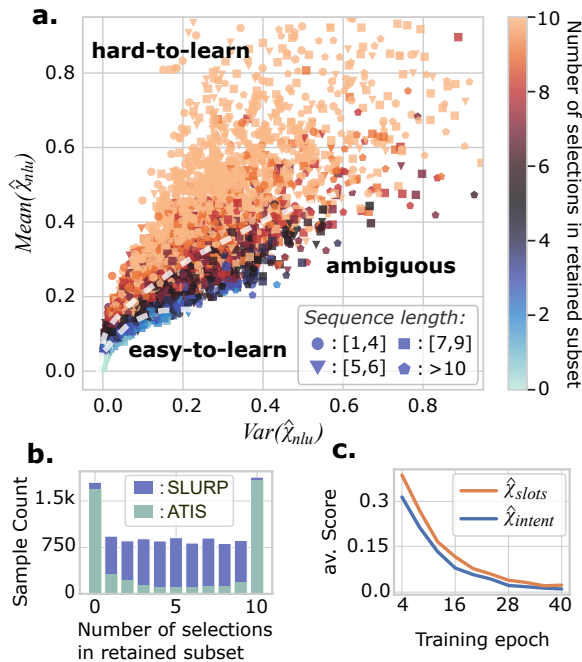 a.
hard-to-learn
ambiguous
easy-to-learn
Mean(χ̂nlu)
0.8
0.6
0.4
0.2
0.0
0.0 0.2 0.4 0.6 0.8
Var(χ̂nlu)
Sequence length:
: [1,4] : [7,9]
: [5,6] : >10
10
8
6
4
2
0
Number of selections
in retained subset
b.
Sample Count
1.5k
750
0
: SLURP
: ATIS
0 5 10
Number of selections
in retained subset
c.
av. Score
0.3
0.15
0.0
χ̂slots
χ̂intent
4 16 28 40
Training epoch